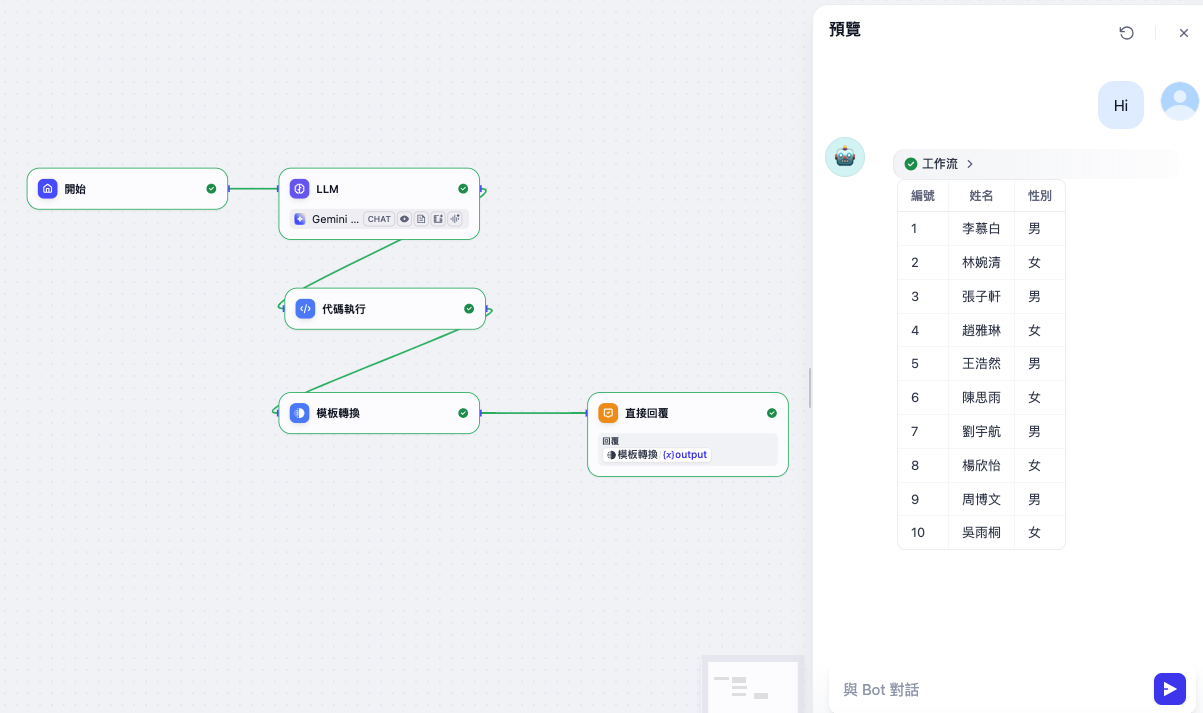 開始
LLM
Gemini ... CHAT
代碼執行
模板轉換
直接回覆
回覆
模板轉換 / {x} output
預覽
Hi
工作流
編號 姓名 性別
1 李慕白 男
2 林婉清 女
3 張子軒 男
4 趙雅琳 女
5 王浩然 男
6 陳思雨 女
7 劉宇航 男
8 楊欣怡 女
9 周博文 男
10 吳雨桐 女
與 Bot 對話